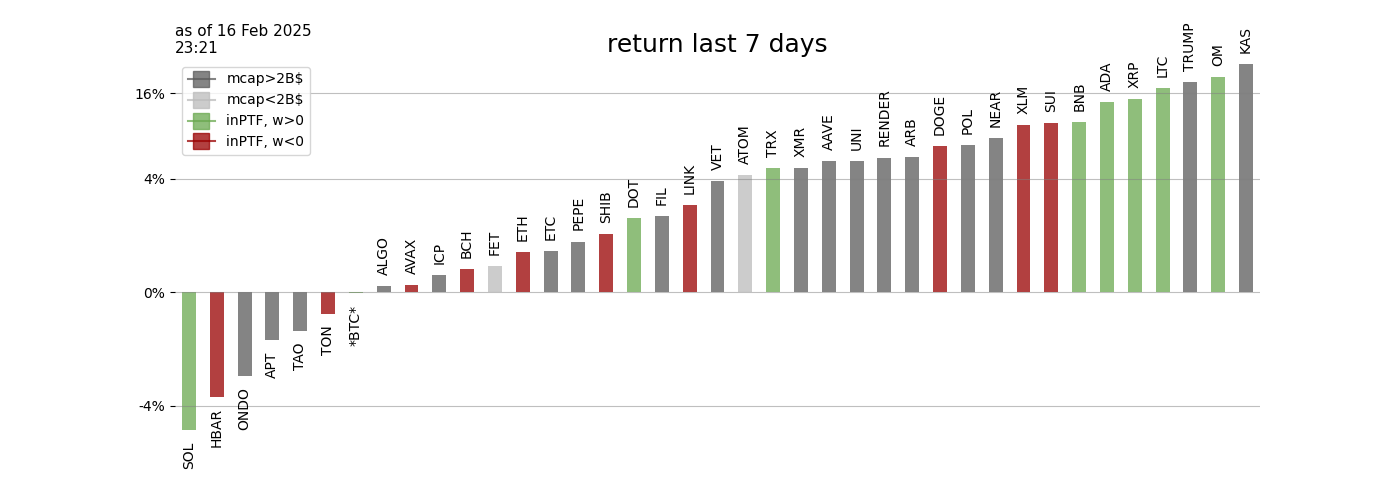 as of 16 Feb 2025
23:21
return last 7 days
mcap>2B$
mcap<2B$
inPTF, w>0
inPTF, w<0
16%
4%
0%
-4%
SOL
HBAR
ONDO
APT
TAO
TON
*BTC*
ALGO
AVAX
ICP
BCH
FET
ETH
ETC
PEPE
SHIB
DOT
FIL
LINK
VET
ATOM
TRX
XMR
AAVE
UNI
RENDER
ARB
DOGE
POL
NEAR
XLM
SUI
BNB
ADA
XRP
LTC
TRUMP
OM
KAS